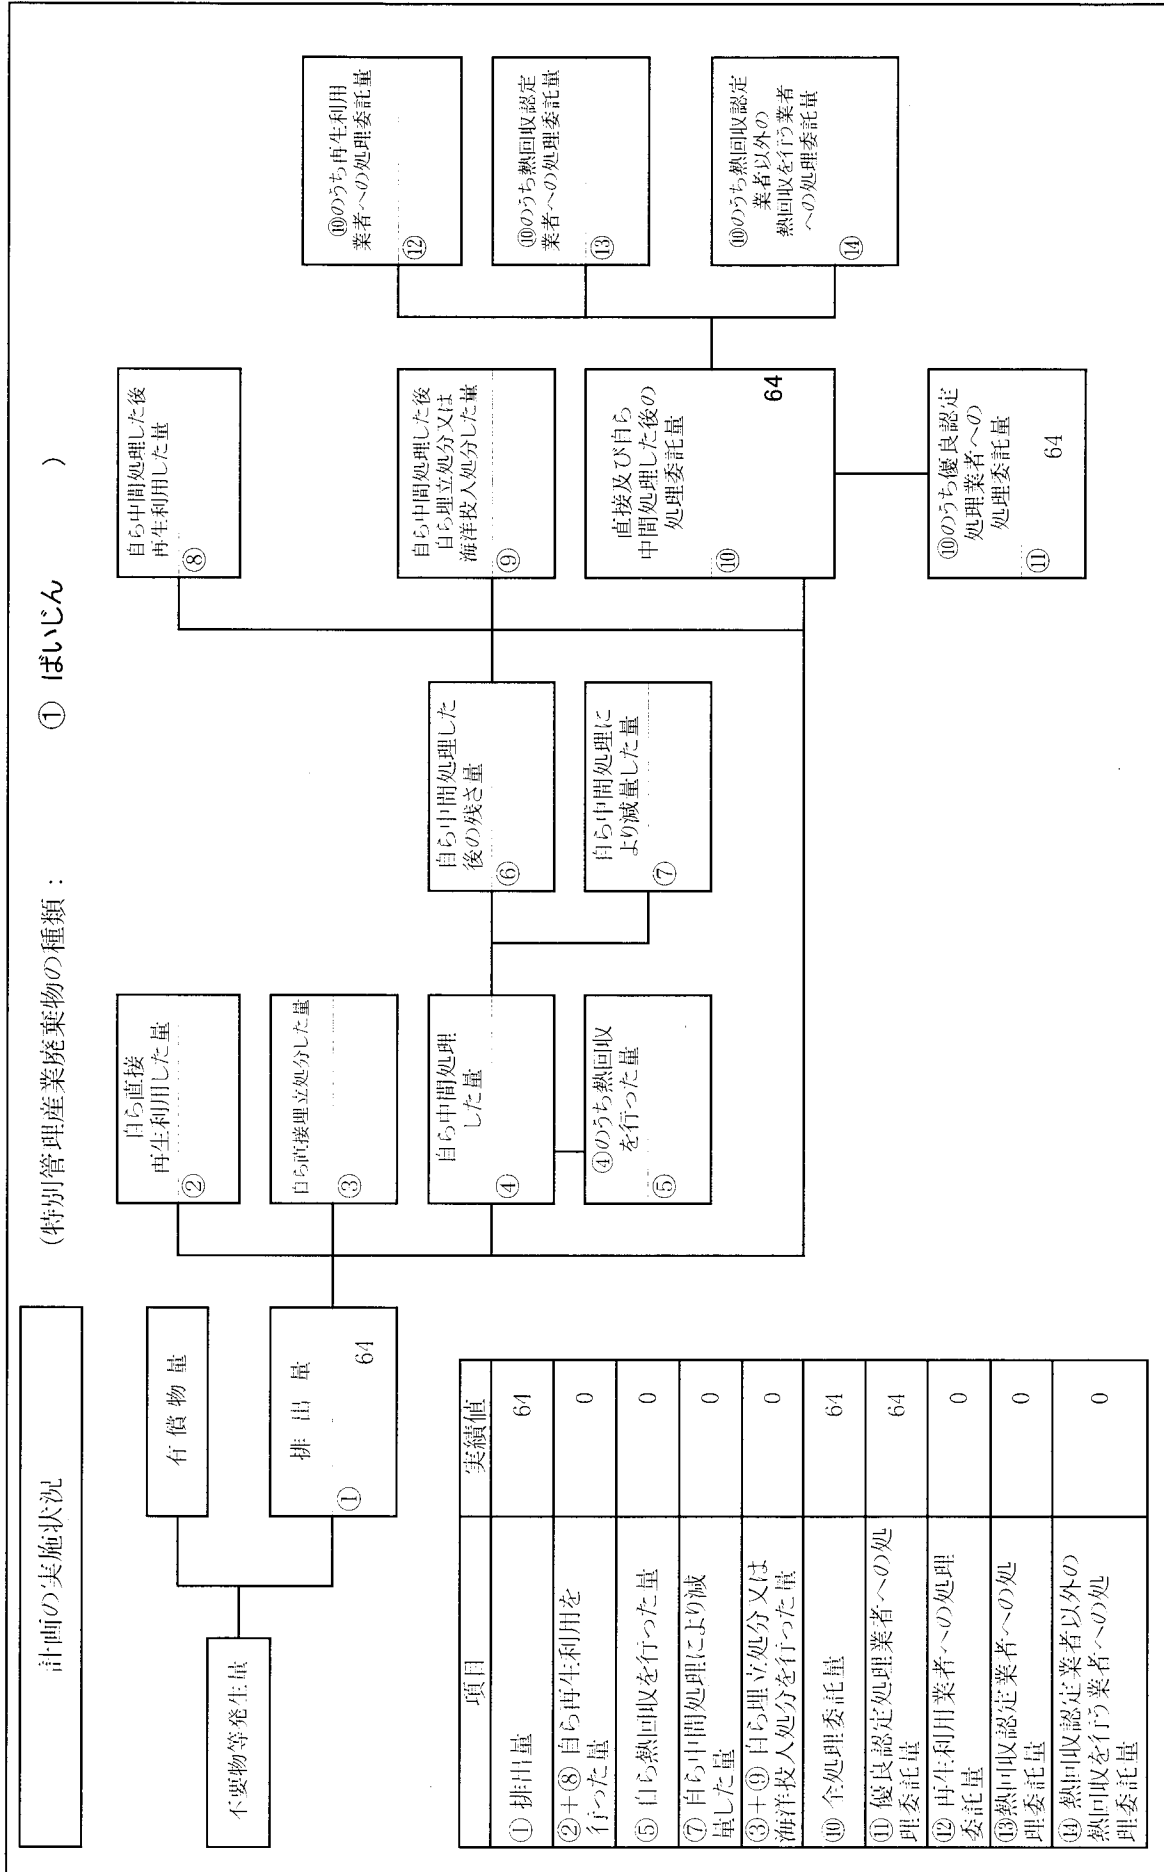 計画の実施状況
(特別管理産業廃棄物の種類：
① ばいじん
)
不要物等発生量
有償物量
排出量
①
64
自ら直接
再生利用した量
②
自ら直接埋立処分した量
③
自ら中間処理
した量
④
④のうち熱回収
を行った量
⑤
自ら中間処理した
後の残さ量
⑥
自ら中間処理に
より減量した量
⑦
自ら中間処理した後
再生利用した量
⑧
自ら中間処理した後
自ら埋立処分又は
海洋投入処分した量
⑨
直接及び自ら
中間処理した後の
処理委託量
⑩
64
⑩のうち優良認定
処理業者への
処理委託量
⑪
64
⑩のうち再生利用
業者への処理委託量
⑫
⑩のうち熱回収認定
業者への処理委託量
⑬
⑩のうち熱回収認定
業者以外の
熱回収を行う業者
への処理委託量
⑭
項目 実績値
① 排出量 64
②＋⑧ 自ら再生利用を
行った量 0
⑤ 自ら熱回収を行った量 0
⑦ 自ら中間処理により減
量した量 0
③＋⑨ 自ら埋立処分又は
海洋投入処分を行った量 0
⑩ 全処理委託量 64
⑪ 優良認定処理業者への処
理委託量 64
⑫ 再生利用業者への処理
委託量 0
⑬熱回収認定業者への処
理委託量 0
⑭ 熱回収認定業者以外の
熱回収を行う業者への処
理委託量 0